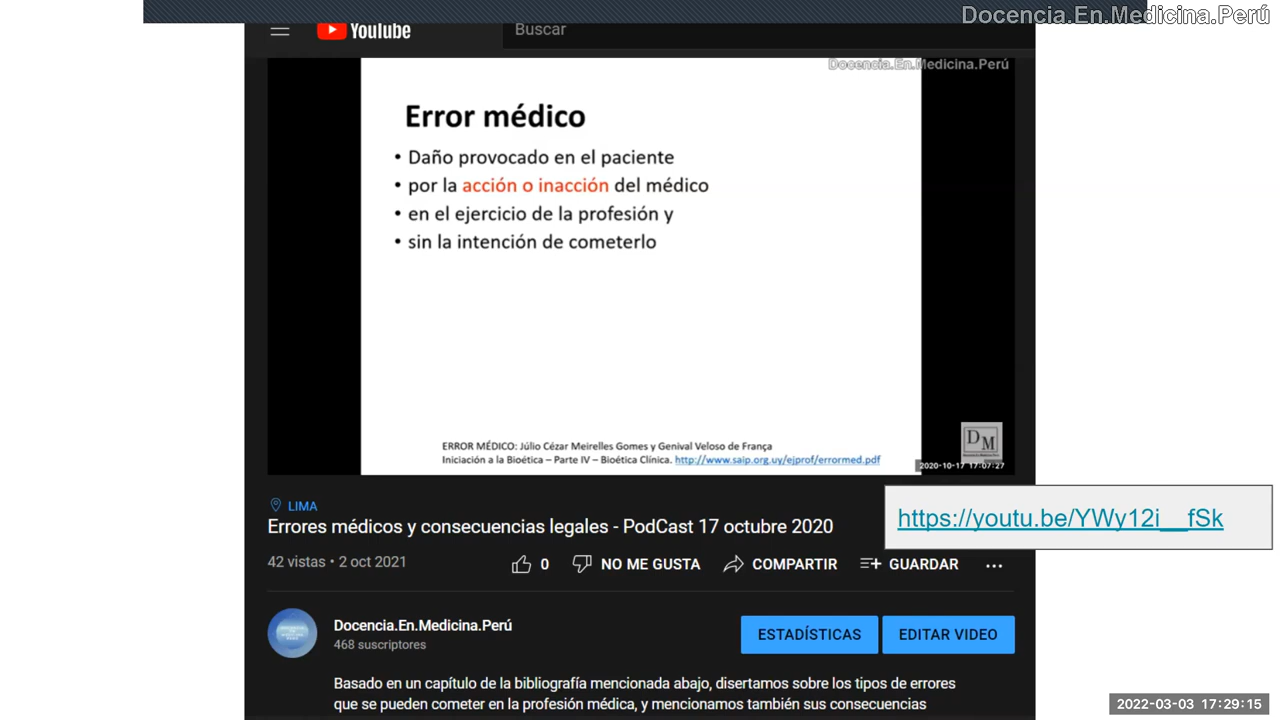 Docencia.En.Medicina.Perú
YouTube
Buscar
Docencia.En.Medicina.Perú
Error médico
• Daño provocado en el paciente
• por la acción o inacción del médico
• en el ejercicio de la profesión y
• sin la intención de cometerlo
ERROR MÉDICO: Júlio Cézar Meirelles Gomes y Genival Veloso de França
Iniciación a la Bioética – Parte IV – Bioética Clínica. http://www.saip.org.uy/ejprof/errormed.pdf
DM
2020-10-17 17:07:27
LIMA
Errores médicos y consecuencias legales - PodCast 17 octubre 2020
https://youtu.be/YWy12i__fSk
42 vistas • 2 oct 2021
0 NO ME GUSTA COMPARTIR GUARDAR ...
Docencia.En.Medicina.Perú
468 suscriptores
ESTADÍSTICAS EDITAR VIDEO
Basado en un capítulo de la bibliografía mencionada abajo, disertamos sobre los tipos de errores
que se pueden cometer en la profesión médica, y mencionamos también sus consecuencias
2022-03-03 17:29:15